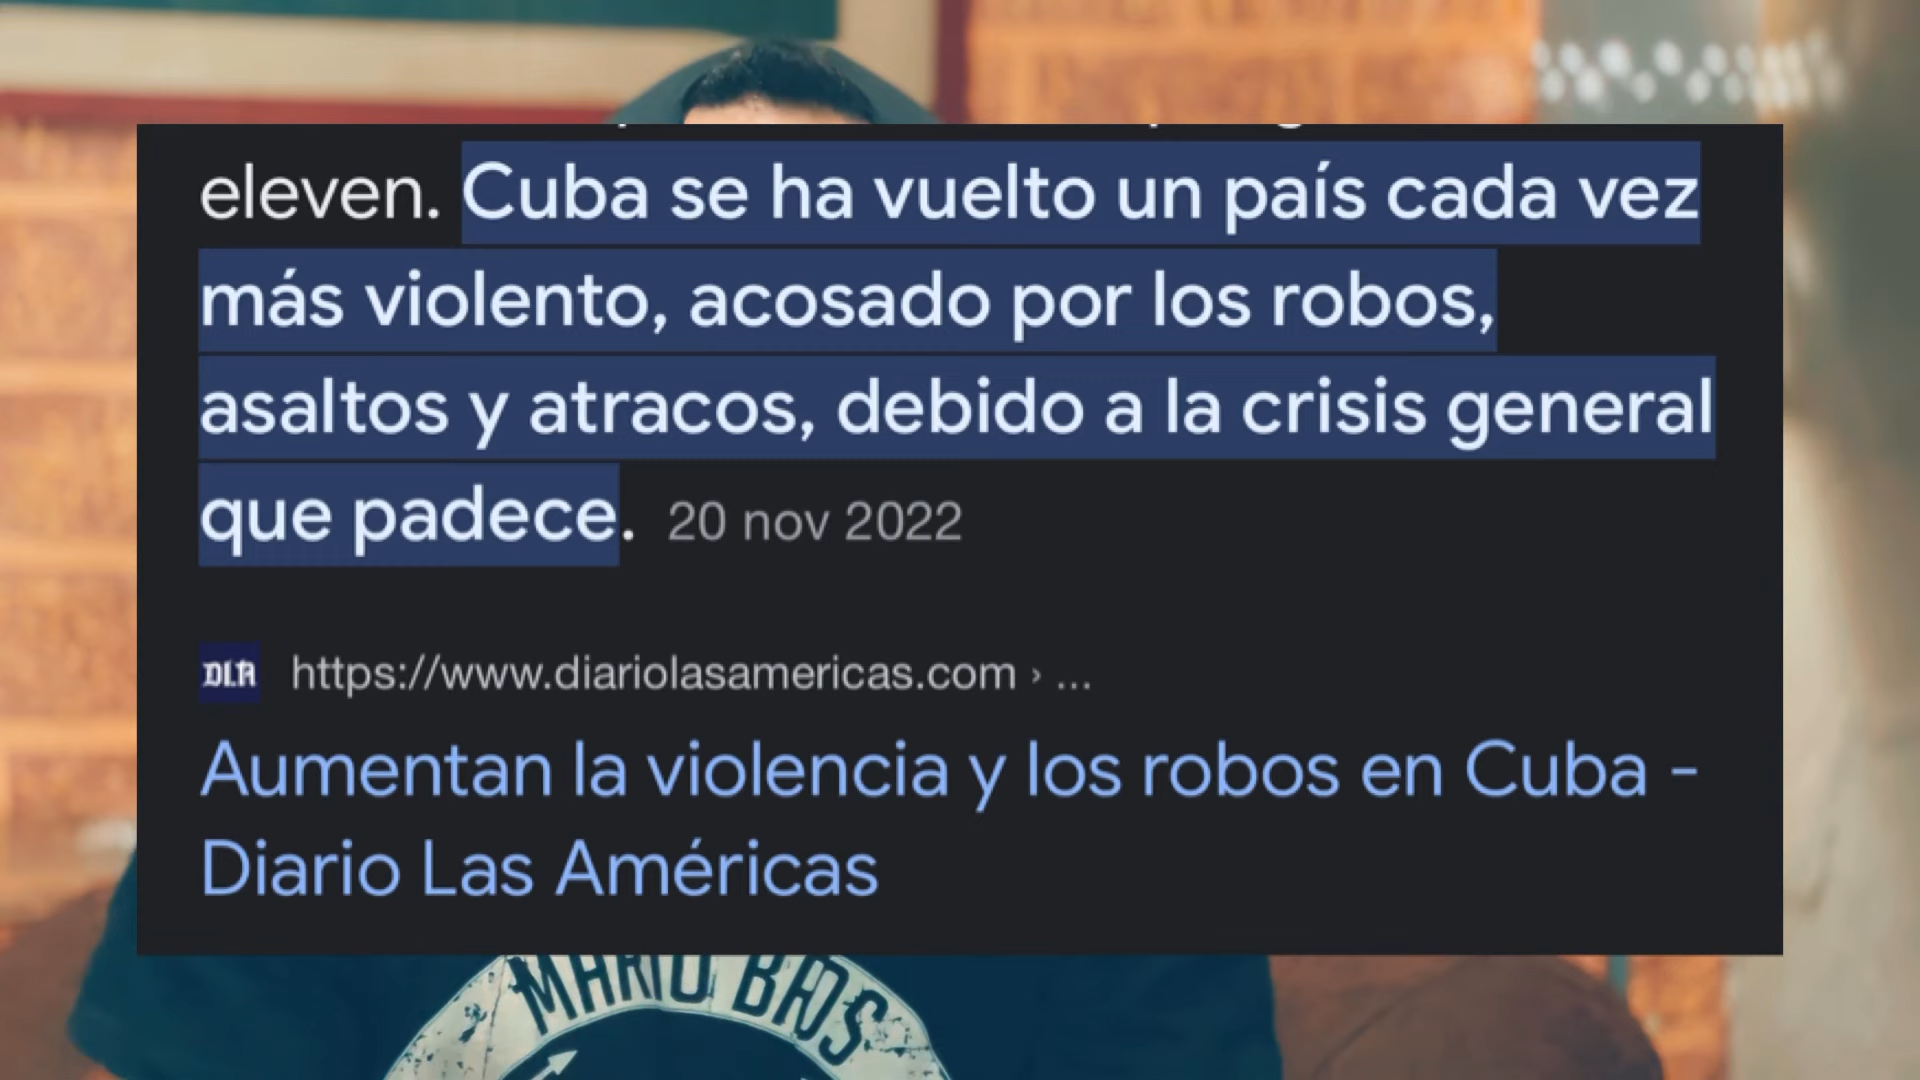 eleven. Cuba se ha vuelto un país cada vez
más violento, acosado por los robos,
asaltos y atracos, debido a la crisis general
que padece. 20 nov 2022
DLA https://www.diariolasamericas.com › ...
Aumentan la violencia y los robos en Cuba -
Diario Las Américas
MARIO BROS